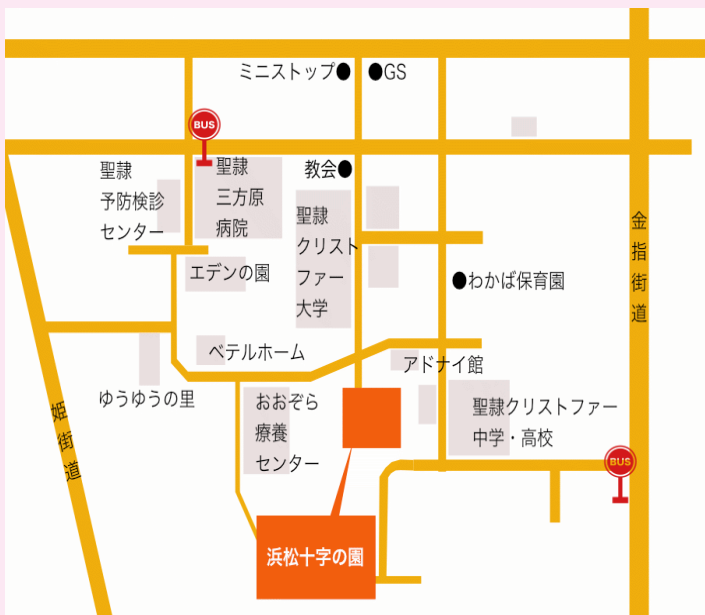 ミニストップ
GS
BUS
聖隷
予防検診
センター
聖隷
三方原
病院
教会
聖隷
クリスト
ファー
大学
金指街道
エデンの園
わかば保育園
ベテルホーム
アドナイ館
ゆうゆうの里
姫街道
おおぞら
療養
センター
聖隷クリストファー
中学・高校
BUS
浜松十字の園